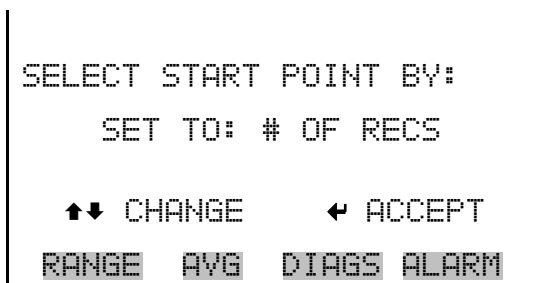 SELECT START POINT BY:
SET TO: # OF RECS
⬆⬇ CHANGE ↵ ACCEPT
RANGE AVG DIAGS ALARM